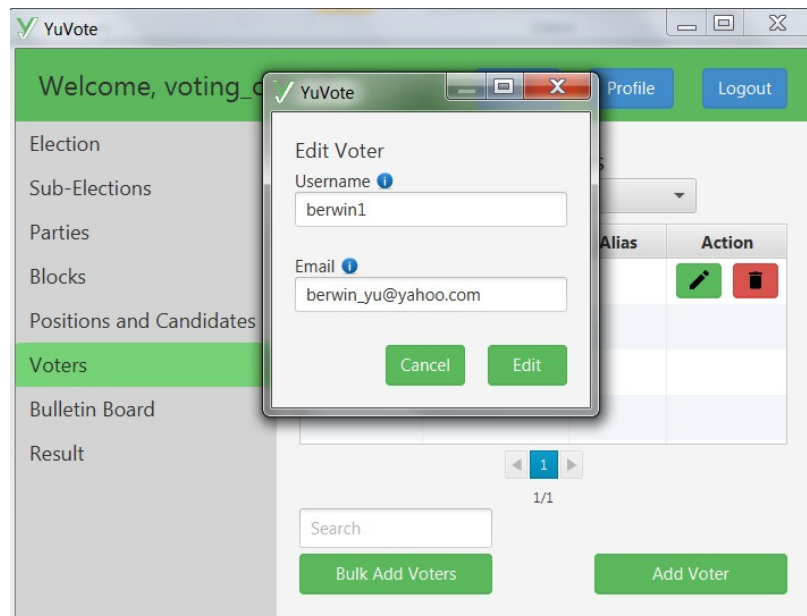 YuVote
Welcome, voting_c
Profile
Logout
Election
Sub-Elections
Parties
Blocks
Positions and Candidates
Voters
Bulletin Board
Result
YuVote
Edit Voter
Username
berwin1
Email
berwin_yu@yahoo.com
Cancel Edit
Alias Action
1
1/1
Search
Bulk Add Voters Add Voter